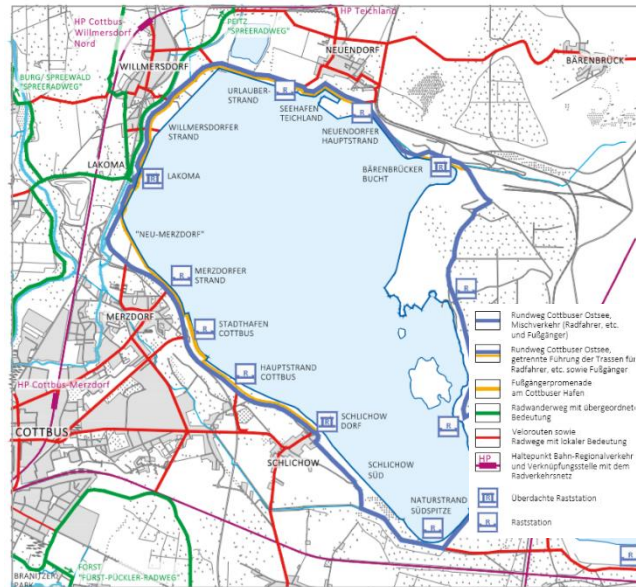 HP Cottbus-
Willmersdorf
Nord
PEITZ
"SPREERADWEG"
HP Teichland
WILLMERSDORF
NEUENDORF
BÄRENBRÜCK
BURG/ SPREEWALD
"SPREERADWEG"
URLAUBER-
STRAND
R
SEEHAFEN
TEICHLAND
R
WILLMERSDORFER
STRAND
NEUENDORFER
HAUPTSTRAND
LAKOMA
R
LAKOMA
BÄRENBRÜCKER
BUCHT
R
"NEU-MERZDORF"
R
MERZDORFER
STRAND
R
MERZDORF
R
STADTHAFEN
COTTBUS
HP Cottbus-Merzdorf
R
HAUPTSTRAND
COTTBUS
COTTBUS
R
SCHLICHOW
DORF
R
SCHLICHOW
SCHLICHOW
SÜD
NATURSTRAND
SÜDSPITZE
R
R
BRANITZER
PARK
FORST
"FÜRST-PÜCKLER-RADWEG"
Rundweg Cottbuser Ostsee,
Mischverkehr (Radfahrer, etc.
und Fußgänger)
Rundweg Cottbuser Ostsee,
getrennte Führung der Trassen für
Radfahrer, etc. sowie Fußgänger
Fußgängerpromenade
am Cottbuser Hafen
Radwanderweg mit übergeordneter
Bedeutung
Velorouten sowie
Radwege mit lokaler Bedeutung
HP
Haltepunkt Bahn-Regionalverkehr
und Verknüpfungsstelle mit dem
Radverkehrsnetz
R
Überdachte Raststation
R
Raststation